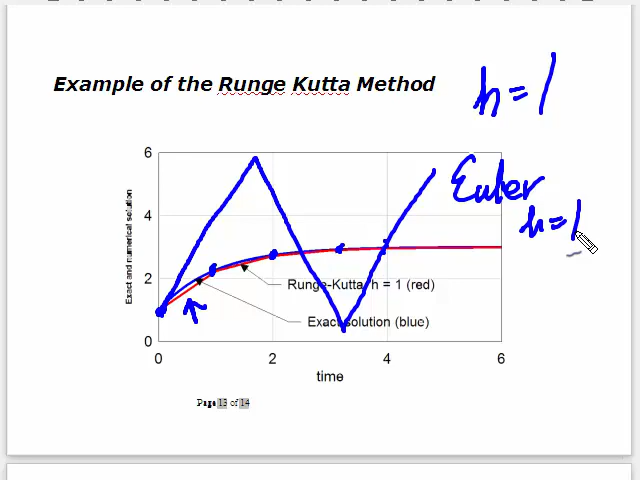 Example of the Runge Kutta Method
h = 1
Exact and numerical solution
6
4
2
0
Euler
h = 1
Runge-Kutta, h = 1 (red)
Exact solution (blue)
0 2 4 6
time
Page 13 of 14